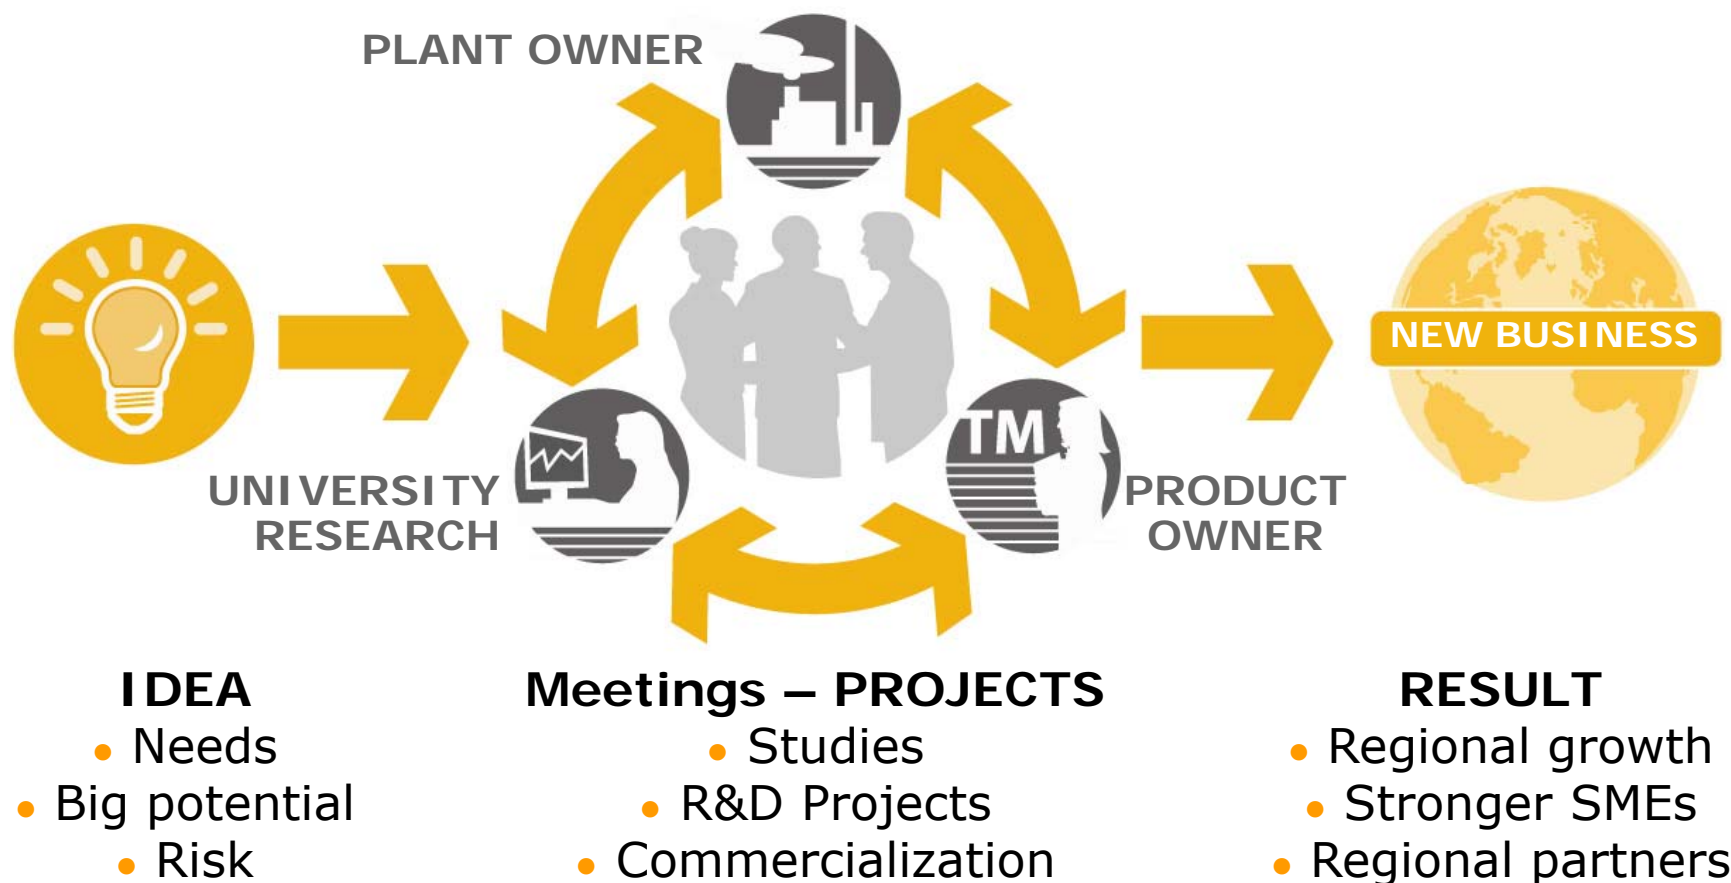 PLANT OWNER
NEW BUSINESS
TM
UNIVERSITY
RESEARCH
PRODUCT
OWNER
IDEA
• Needs
• Big potential
• Risk
Meetings – PROJECTS
• Studies
• R&D Projects
• Commercialization
RESULT
• Regional growth
• Stronger SMEs
• Regional partners